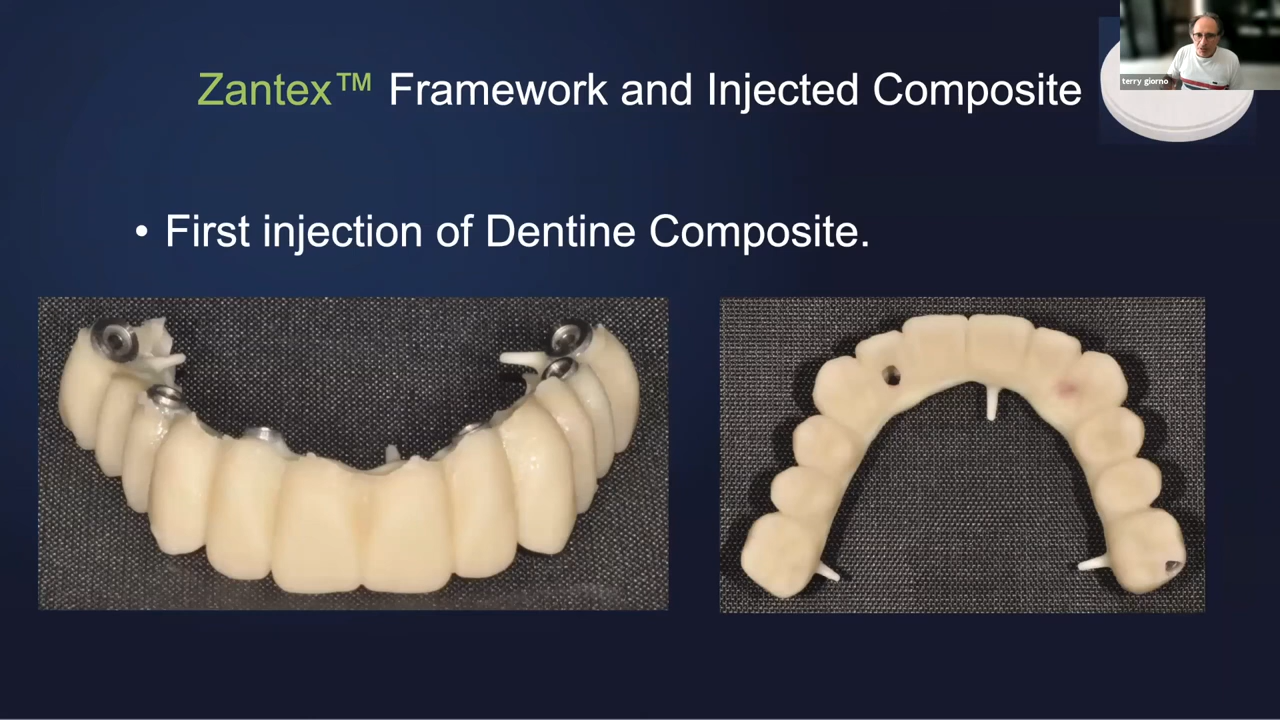 Zantex™ Framework and Injected Composite
terry giorno
• First injection of Dentine Composite.